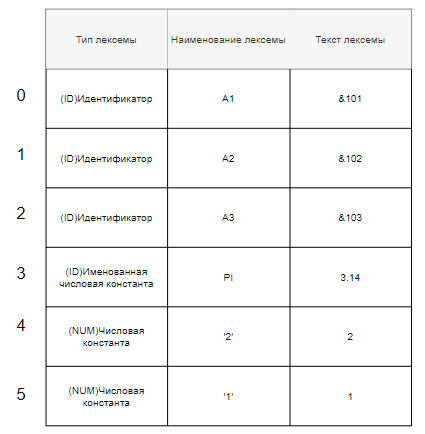 Тип лексемы Наименование лексемы Текст лексемы
0 (ID)Идентификатор A1 &101
1 (ID)Идентификатор A2 &102
2 (ID)Идентификатор A3 &103
3 (ID)Именованная
числовая константа PI 3.14
4 (NUM)Числовая
константа '2' 2
5 (NUM)Числовая
константа '1' 1